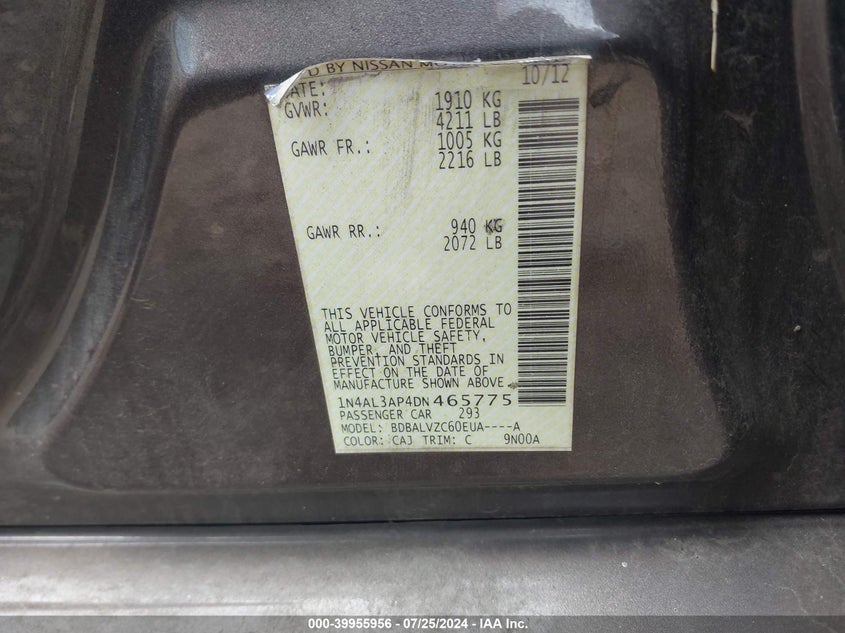 D BY NISSAN M
ATE: 10/12
GVWR: 1910 KG
4211 LB
GAWR FR.: 1005 KG
2216 LB
GAWR RR.: 940 KG
2072 LB
THIS VEHICLE CONFORMS TO
ALL APPLICABLE FEDERAL
MOTOR VEHICLE SAFETY,
BUMPER, AND THEFT
PREVENTION STANDARDS IN
EFFECT ON THE DATE OF
MANUFACTURE SHOWN ABOVE
1N4AL3AP4DN465775
PASSENGER CAR 293
MODEL: BDBALVZC60EUA----A
COLOR: CAJ TRIM: C 9N00A
000-39955956 - 07/25/2024 - IAA Inc.